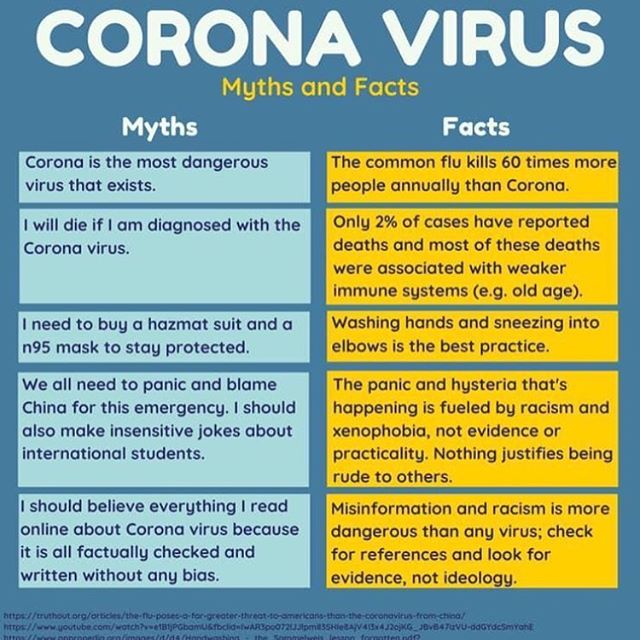 CORONA VIRUS
Myths and Facts
Myths
Facts
Corona is the most dangerous
virus that exists.
The common flu kills 60 times more
people annually than Corona.
I will die if I am diagnosed with the
Corona virus.
Only 2% of cases have reported
deaths and most of these deaths
were associated with weaker
immune systems (e.g. old age).
I need to buy a hazmat suit and a
n95 mask to stay protected.
Washing hands and sneezing into
elbows is the best practice.
We all need to panic and blame
China for this emergency. I should
also make insensitive jokes about
international students.
The panic and hysteria that's
happening is fueled by racism and
xenophobia, not evidence or
practicality. Nothing justifies being
rude to others.
I should believe everything I read
online about Corona virus because
it is all factually checked and
written without any bias.
Misinformation and racism is more
dangerous than any virus; check
for references and look for
evidence, not ideology.
https://truthout.org/articles/the-flu-poses-a-far-greater-threat-to-americans-than-the-coronavirus-from-china/